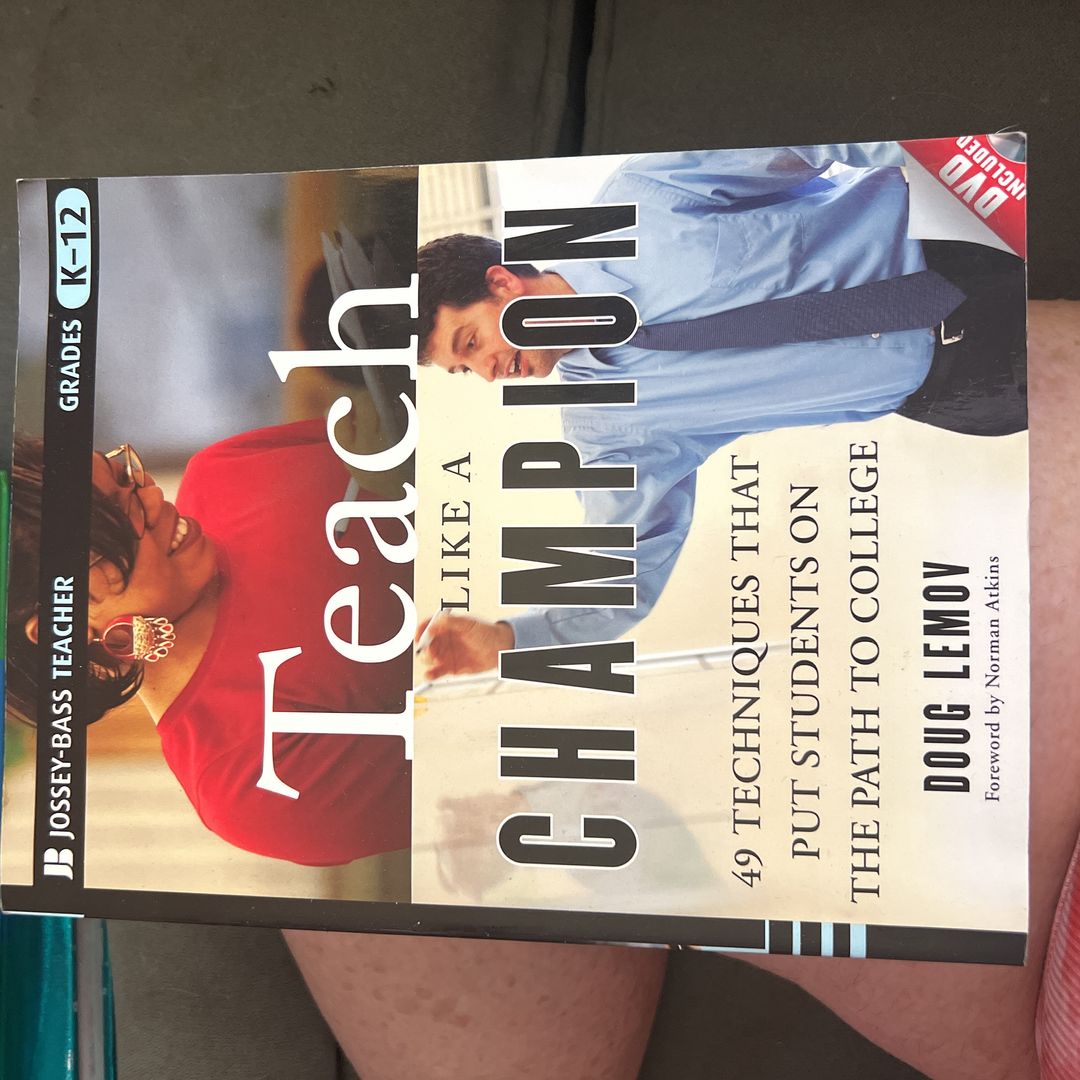 JB JOSSEY-BASS TEACHER
GRADES K–12
Teach
LIKE A
CHAMPION
49 TECHNIQUES THAT
PUT STUDENTS ON
THE PATH TO COLLEGE
DOUG LEMOV
Foreword by Norman Atkins
DVD
INCLUDED